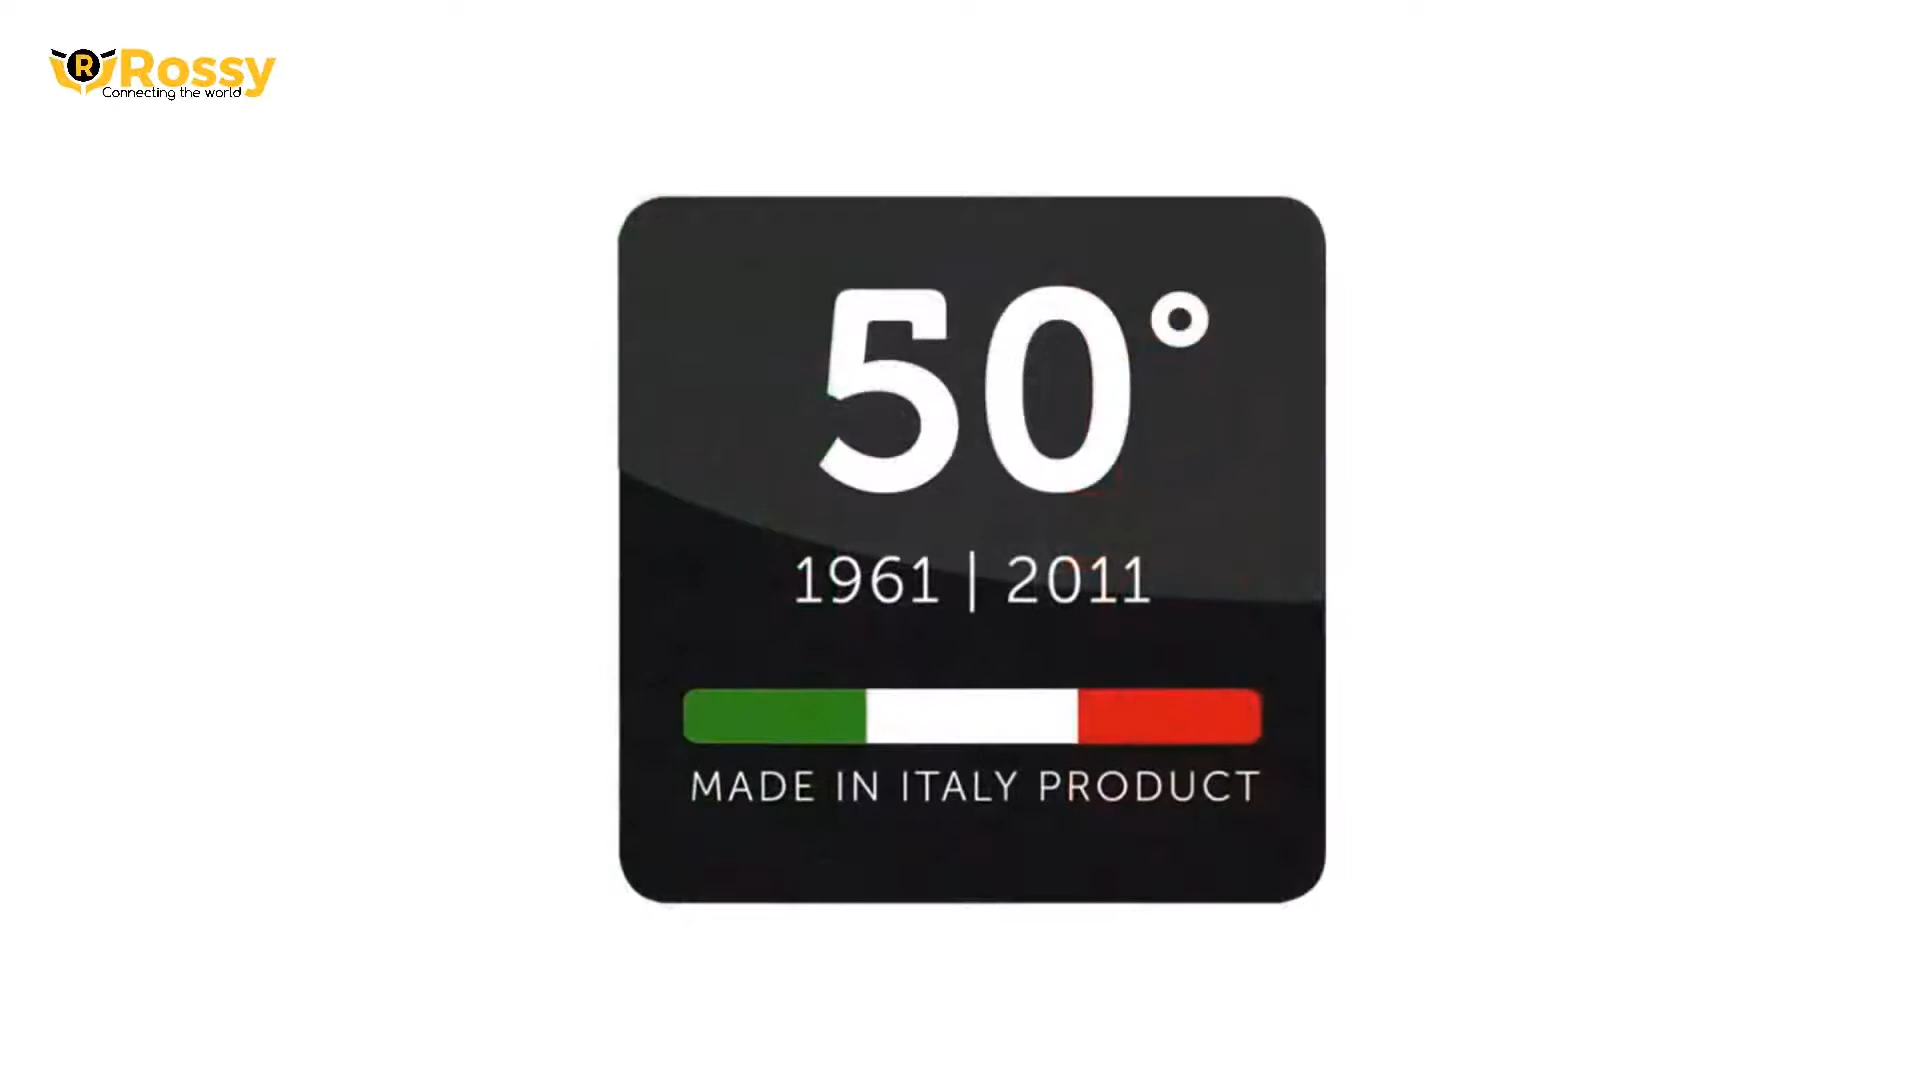 R
Rossy
Connecting the world
50°
1961 | 2011
MADE IN ITALY PRODUCT